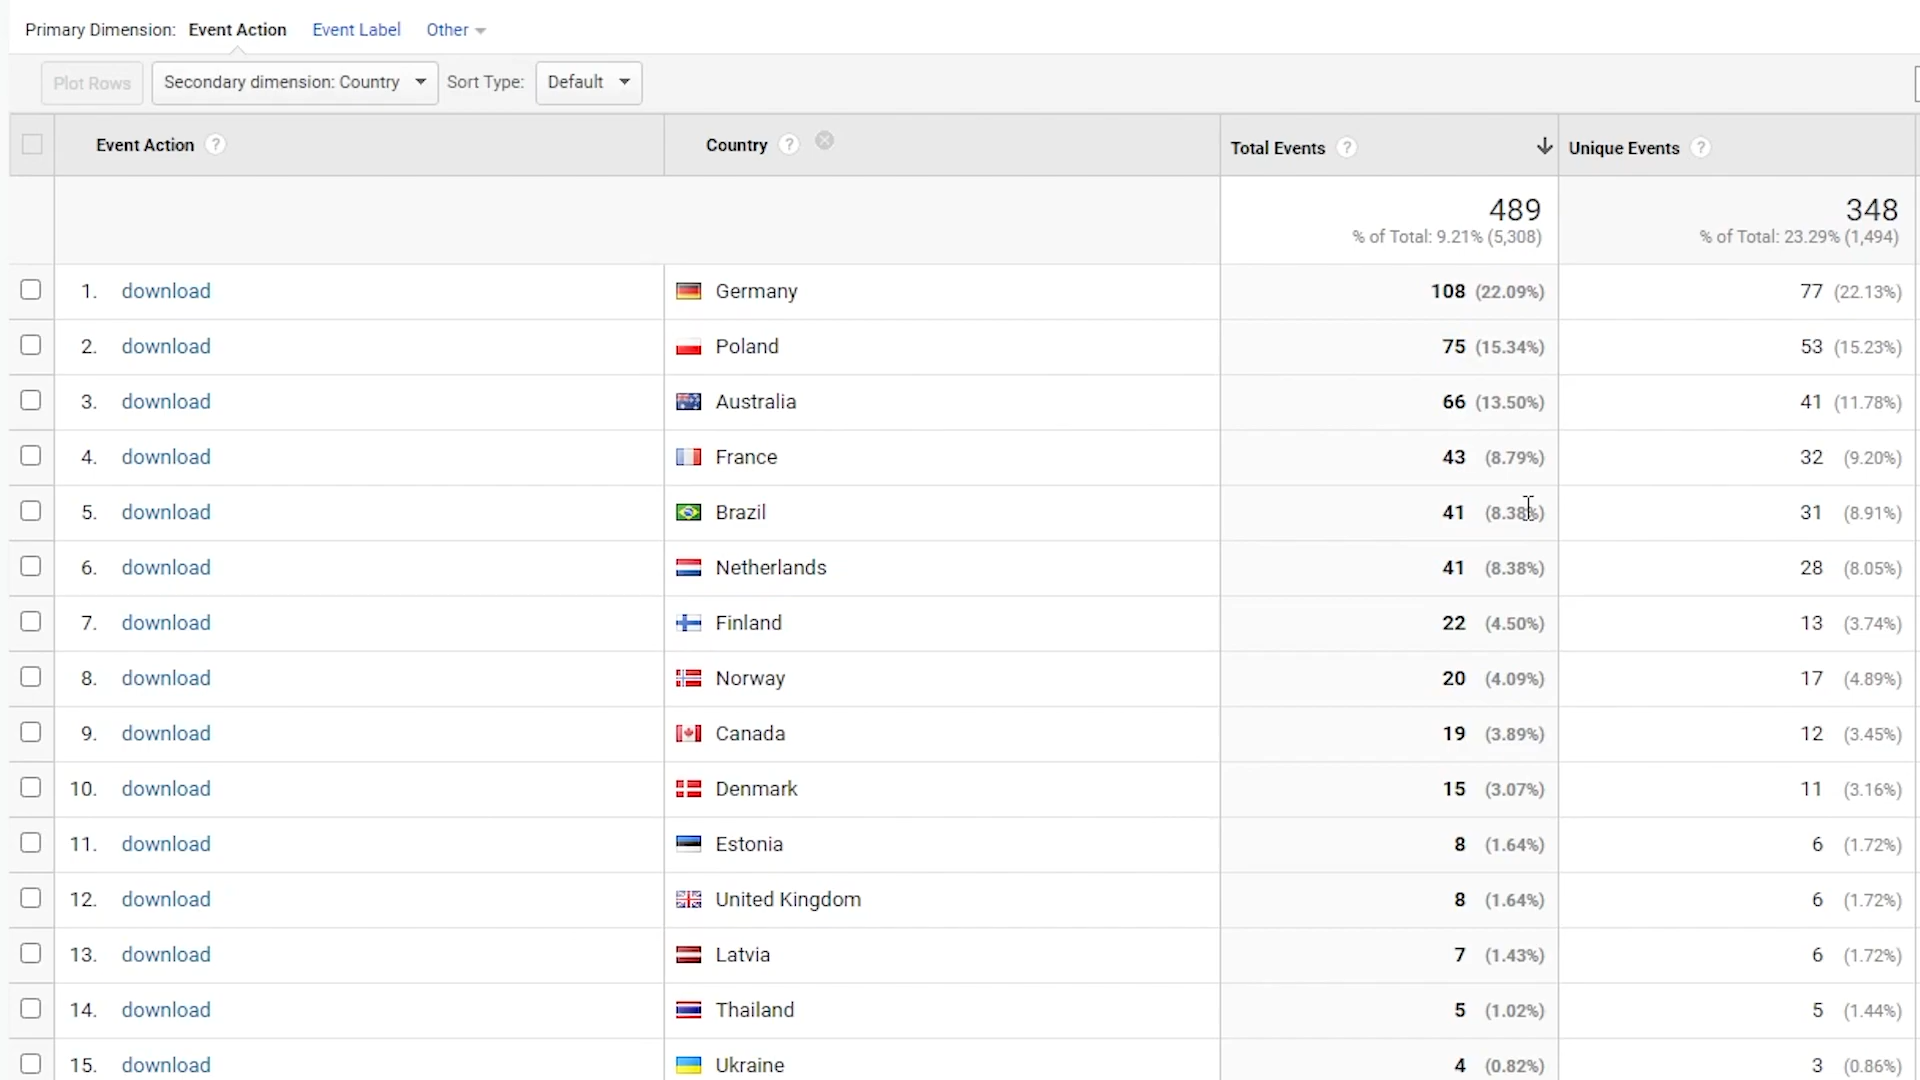 Primary Dimension: Event Action Event Label Other
Plot Rows Secondary dimension: Country Sort Type: Default
Event Action ? Country ? Total Events ? Unique Events ?
489 348
% of Total: 9.21% (5,308) % of Total: 23.29% (1,494)
1. download Germany 108 (22.09%) 77 (22.13%)
2. download Poland 75 (15.34%) 53 (15.23%)
3. download Australia 66 (13.50%) 41 (11.78%)
4. download France 43 (8.79%) 32 (9.20%)
5. download Brazil 41 (8.38%) 31 (8.91%)
6. download Netherlands 41 (8.38%) 28 (8.05%)
7. download Finland 22 (4.50%) 13 (3.74%)
8. download Norway 20 (4.09%) 17 (4.89%)
9. download Canada 19 (3.89%) 12 (3.45%)
10. download Denmark 15 (3.07%) 11 (3.16%)
11. download Estonia 8 (1.64%) 6 (1.72%)
12. download United Kingdom 8 (1.64%) 6 (1.72%)
13. download Latvia 7 (1.43%) 6 (1.72%)
14. download Thailand 5 (1.02%) 5 (1.44%)
15. download Ukraine 4 (0.82%) 3 (0.86%)